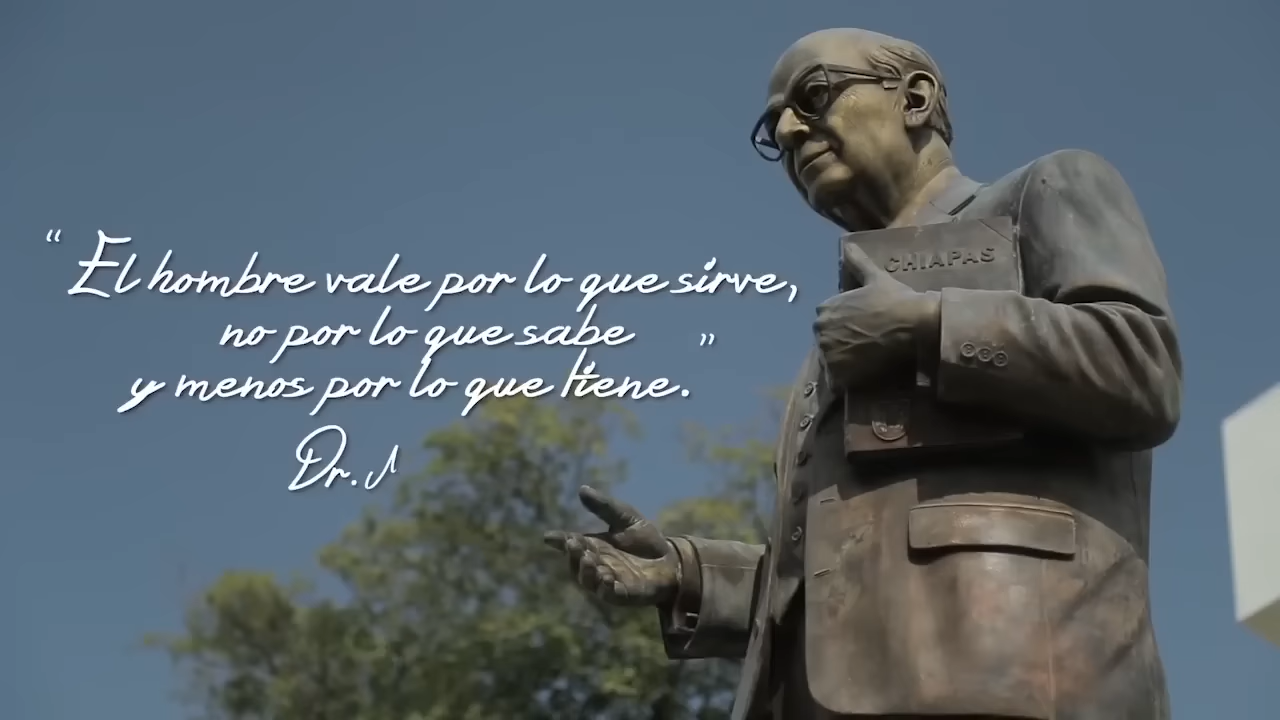 “ El hombre vale por lo que sirve,
no por lo que sabe
y menos por lo que tiene. ”
Dr.
CHIAPAS